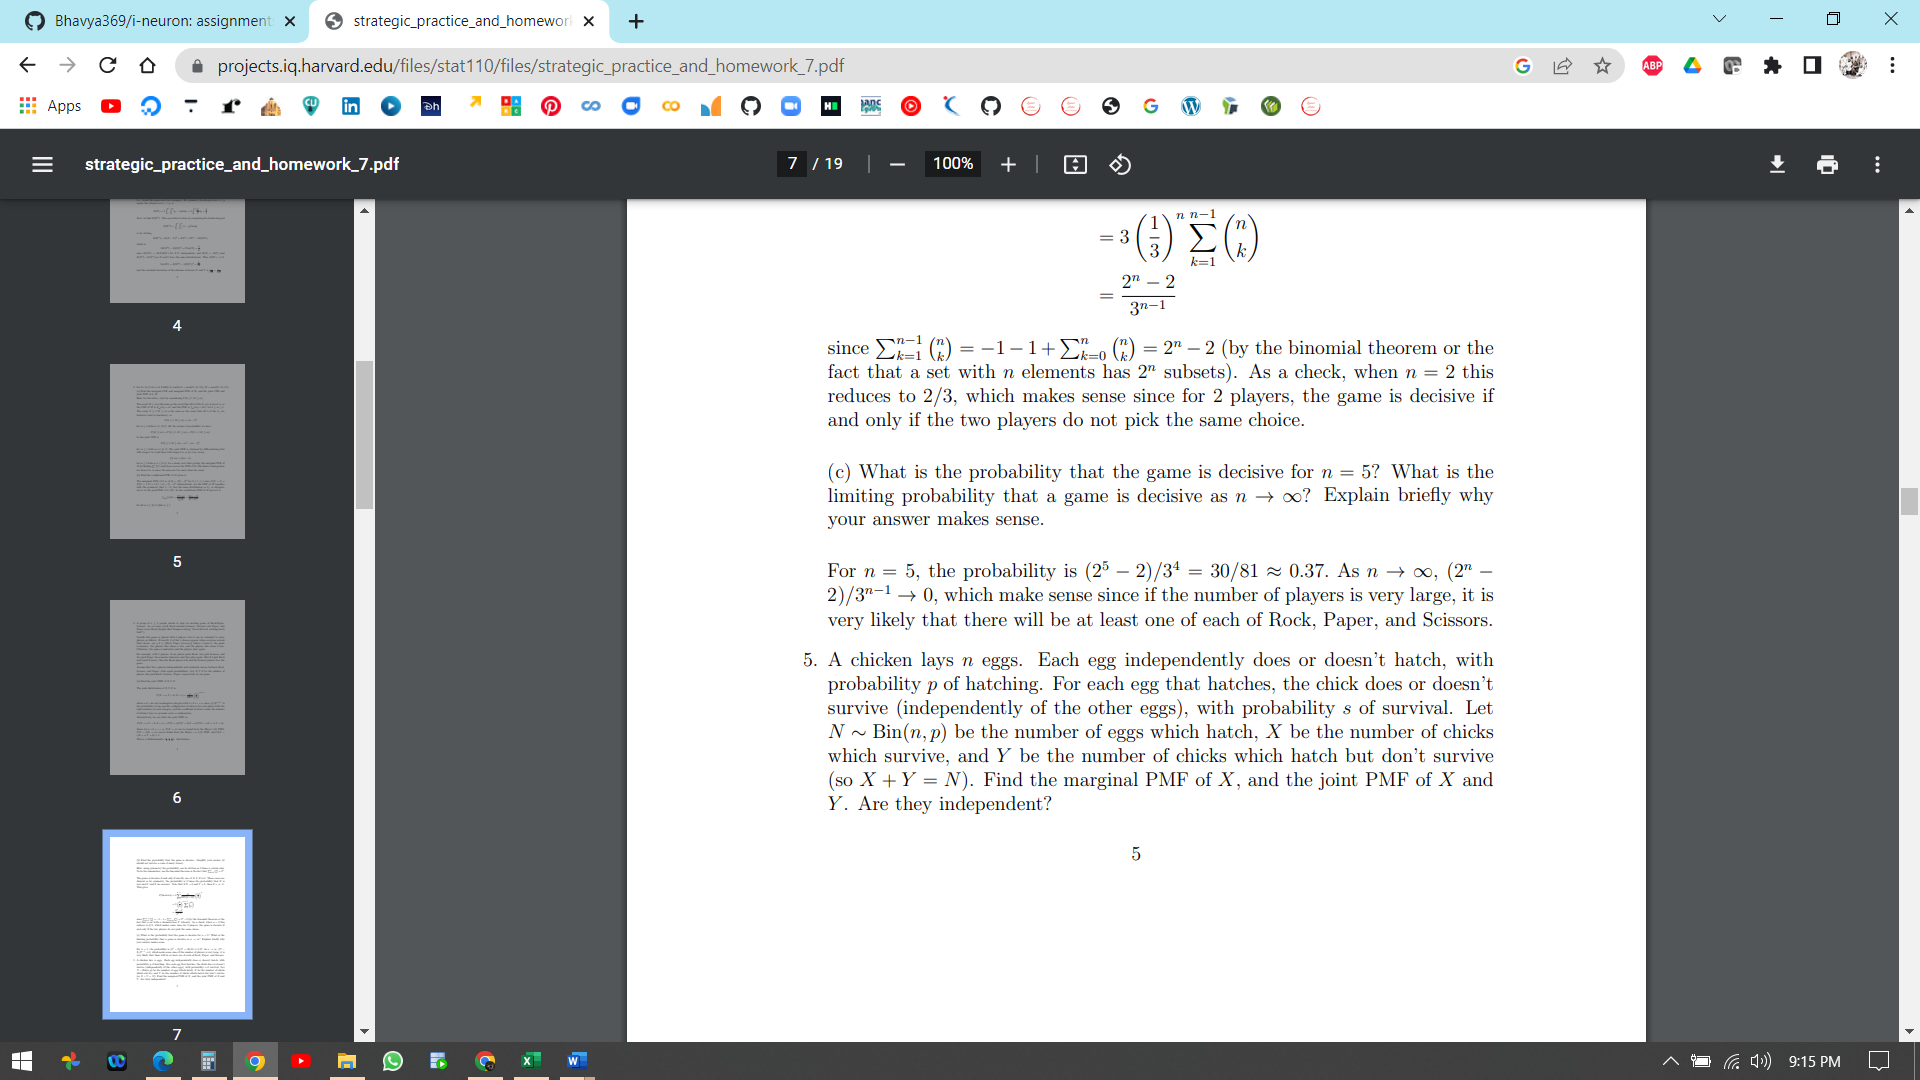 Bhavya369/i-neuron: assignment
strategic_practice_and_homewor
projects.iq.harvard.edu/files/stat110/files/strategic_practice_and_homework_7.pdf
ABP
Apps
strategic_practice_and_homework_7.pdf
7 / 19
100%
4
5
6
7
= 3 (1/3)^n ∑_{k=1}^{n−1} (n k)
= (2^n − 2) / 3^{n−1}
since ∑_{k=1}^{n−1} (n k) = −1 − 1 + ∑_{k=0}^{n} (n k) = 2^n − 2 (by the binomial theorem or the
fact that a set with n elements has 2^n subsets). As a check, when n = 2 this
reduces to 2/3, which makes sense since for 2 players, the game is decisive if
and only if the two players do not pick the same choice.
(c) What is the probability that the game is decisive for n = 5? What is the
limiting probability that a game is decisive as n → ∞? Explain briefly why
your answer makes sense.
For n = 5, the probability is (2^5 − 2)/3^4 = 30/81 ≈ 0.37. As n → ∞, (2^n −
2)/3^{n−1} → 0, which make sense since if the number of players is very large, it is
very likely that there will be at least one of each of Rock, Paper, and Scissors.
5. A chicken lays n eggs. Each egg independently does or doesn't hatch, with
probability p of hatching. For each egg that hatches, the chick does or doesn't
survive (independently of the other eggs), with probability s of survival. Let
N ∼ Bin(n, p) be the number of eggs which hatch, X be the number of chicks
which survive, and Y be the number of chicks which hatch but don't survive
(so X + Y = N). Find the marginal PMF of X, and the joint PMF of X and
Y. Are they independent?
5
9:15 PM